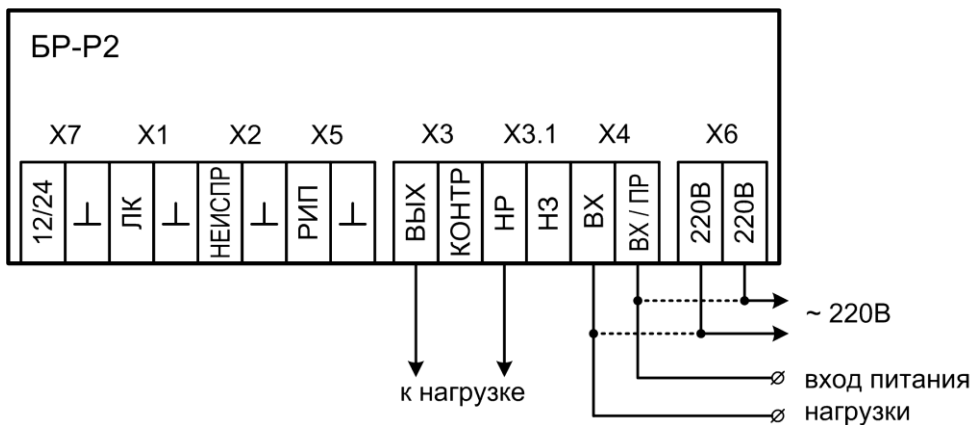 БР-Р2
X7 X1 X2 X5 X3 X3.1 X4 X6
12/24 ⊥ ЛК ⊥ НЕИСПР ⊥ РИП ⊥ ВЫХ КОНТР НР НЗ ВХ ВХ / ПР 220В 220В
~ 220В
к нагрузке
вход питания
нагрузки